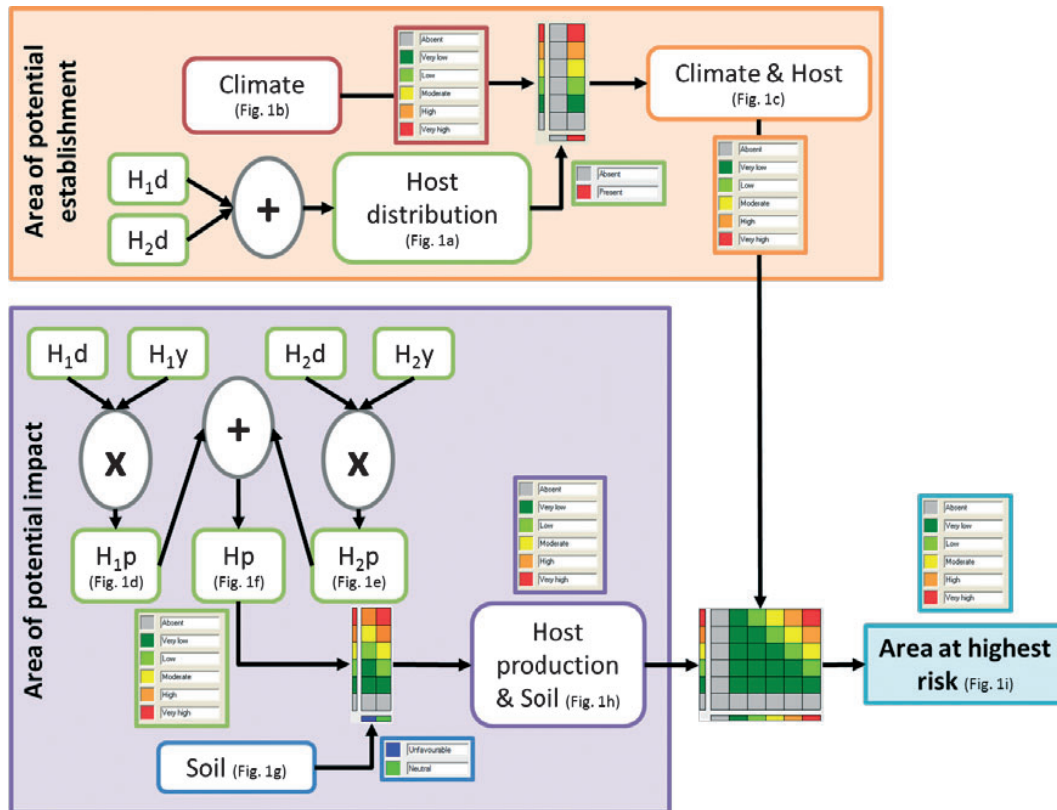 Area of potential
establishment
Climate
(Fig. 1b)
Absent
Very low
Low
Moderate
High
Very high
Climate & Host
(Fig. 1c)
Absent
Very low
Low
Moderate
High
Very high
H₁d
H₂d
+
Host
distribution
(Fig. 1a)
Absent
Present
Area of potential impact
H₁d
H₁y
H₂d
H₂y
X
+
X
H₁p
(Fig. 1d)
Hp
(Fig. 1f)
H₂p
(Fig. 1e)
Absent
Very low
Low
Moderate
High
Very high
Soil (Fig. 1g)
Unfavourable
Neutral
Absent
Very low
Low
Moderate
High
Very high
Host
production
& Soil (Fig. 1h)
Absent
Very low
Low
Moderate
High
Very high
Area at highest
risk (Fig. 1i)